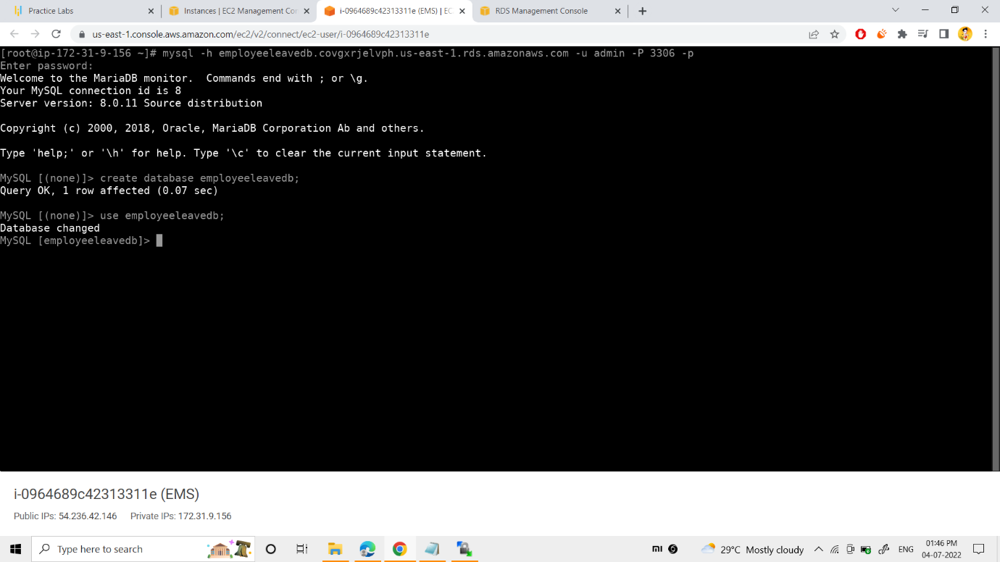 Practice Labs
Instances | EC2 Management Cor
i-0964689c42313311e (EMS) | EC
RDS Management Console
us-east-1.console.aws.amazon.com/ec2/v2/connect/ec2-user/i-0964689c42313311e
[root@ip-172-31-9-156 ~]# mysql -h employeeleavedb.covgxrjelvph.us-east-1.rds.amazonaws.com -u admin -P 3306 -p
Enter password:
Welcome to the MariaDB monitor.  Commands end with ; or \g.
Your MySQL connection id is 8
Server version: 8.0.11 Source distribution
Copyright (c) 2000, 2018, Oracle, MariaDB Corporation Ab and others.
Type 'help;' or '\h' for help. Type '\c' to clear the current input statement.
MySQL [(none)]> create database employeeleavedb;
Query OK, 1 row affected (0.07 sec)
MySQL [(none)]> use employeeleavedb;
Database changed
MySQL [employeeleavedb]>
i-0964689c42313311e (EMS)
Public IPs: 54.236.42.146 Private IPs: 172.31.9.156
Type here to search
29°C Mostly cloudy
ENG
01:46 PM
04-07-2022